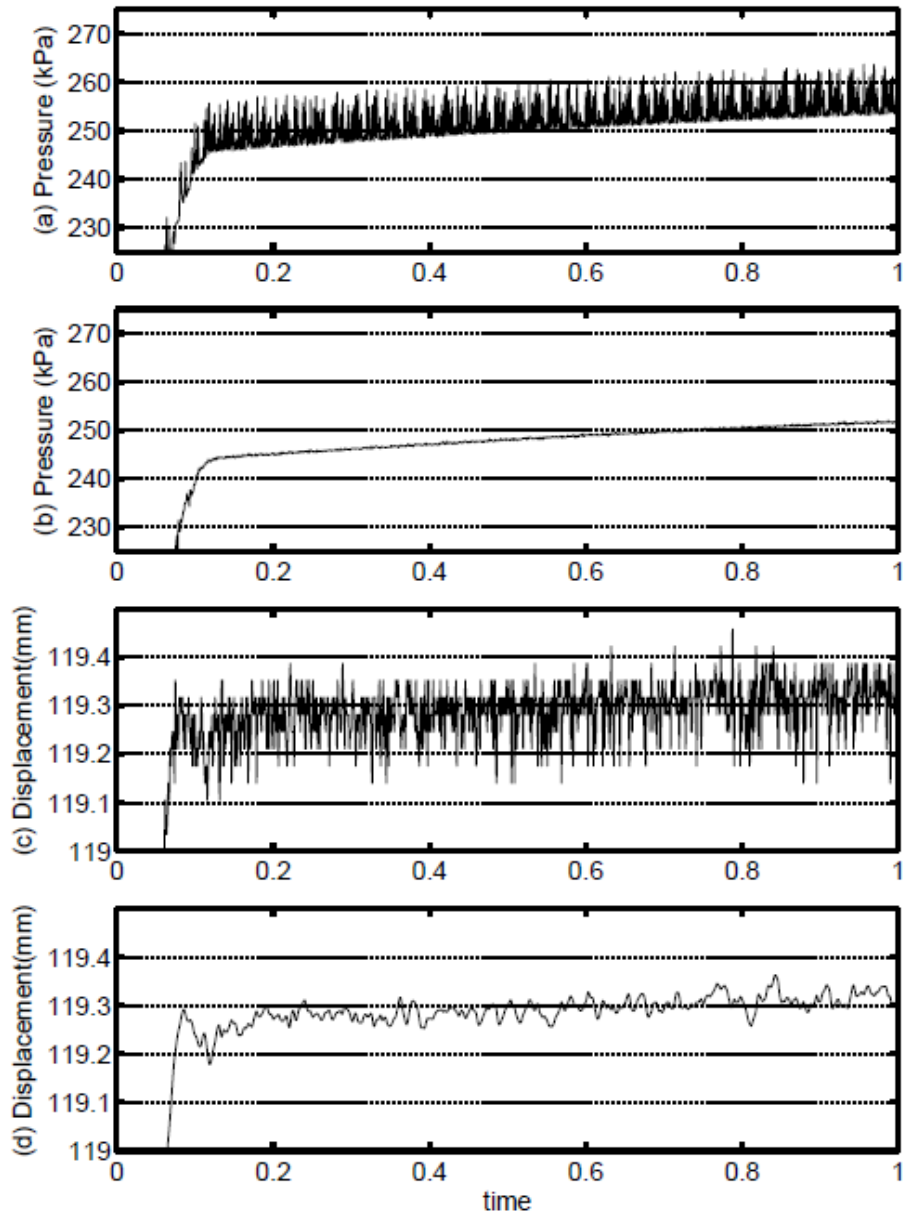 (a) Pressure (kPa)
270
260
250
240
230
0 0.2 0.4 0.6 0.8 1
(b) Pressure (kPa)
270
260
250
240
230
0 0.2 0.4 0.6 0.8 1
(c) Displacement(mm)
119.4
119.3
119.2
119.1
119
0 0.2 0.4 0.6 0.8 1
(d) Displacement(mm)
119.4
119.3
119.2
119.1
119
0 0.2 0.4 0.6 0.8 1
time